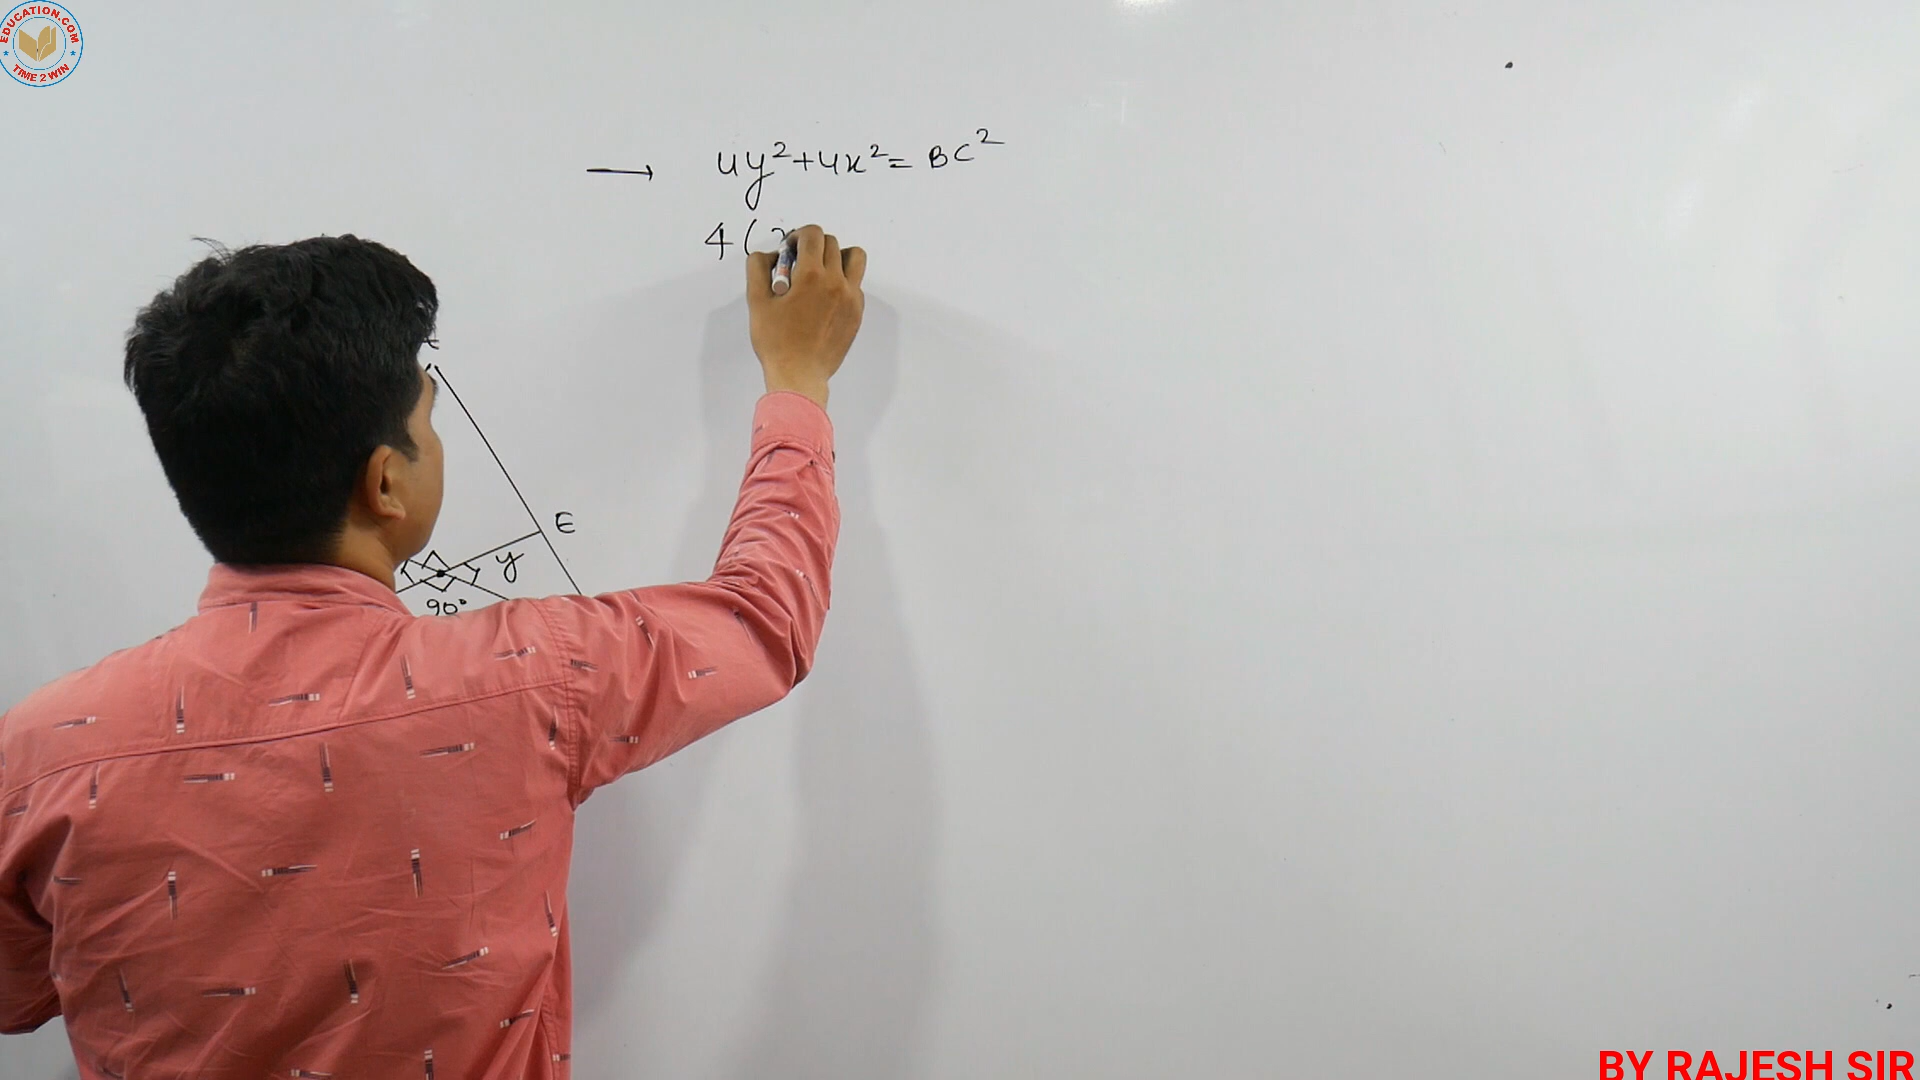 EDUCATION.COM
TIME 2 WIN
4y²+4x²= BC²
4(x
E
y
90°
BY RAJESH SIR